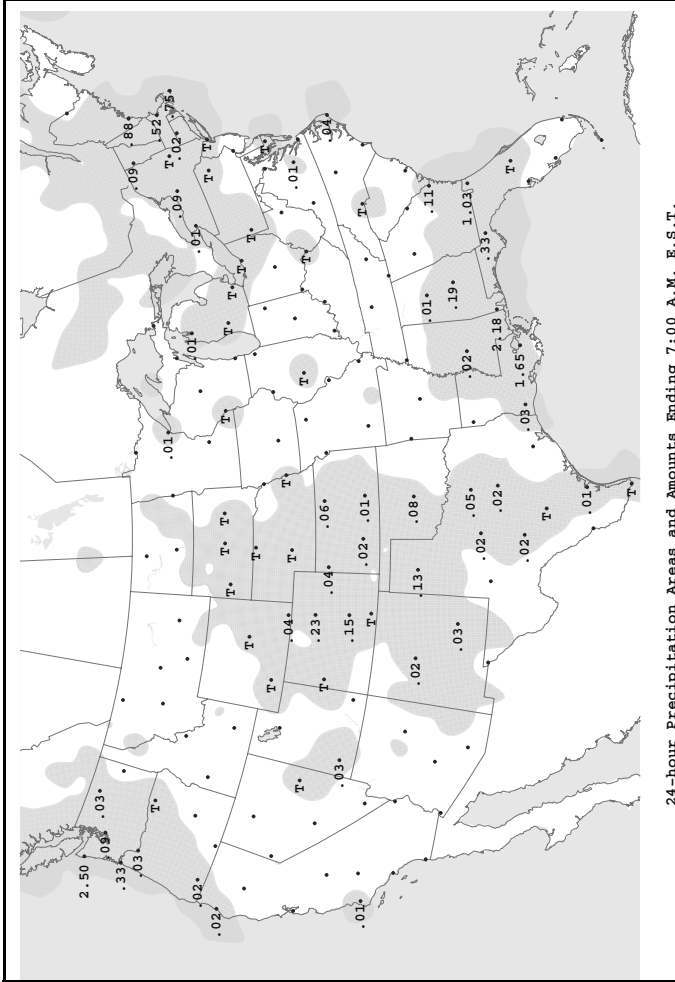 2.50
.03
.09
.33
.88
.09
.03
.52
T
.01
T
.75
.02
.09
.01
.02
.01
T
T
.02
T
T
T
T
T
T
T
T
T
T
T
T
T
.04
T
.01
T
T
T
.23
.06
T
.04
.04
.03
.15
.01
.02
.01
T
T
.08
.02
.13
.01
.11
.19
.03
.02
1.03
.05
.02
.33
.02
2.18
T
1.65
.02
.03
T
.01
T
24-hour Precipitation Areas and Amounts Ending 7:00 A.M. E.S.T.